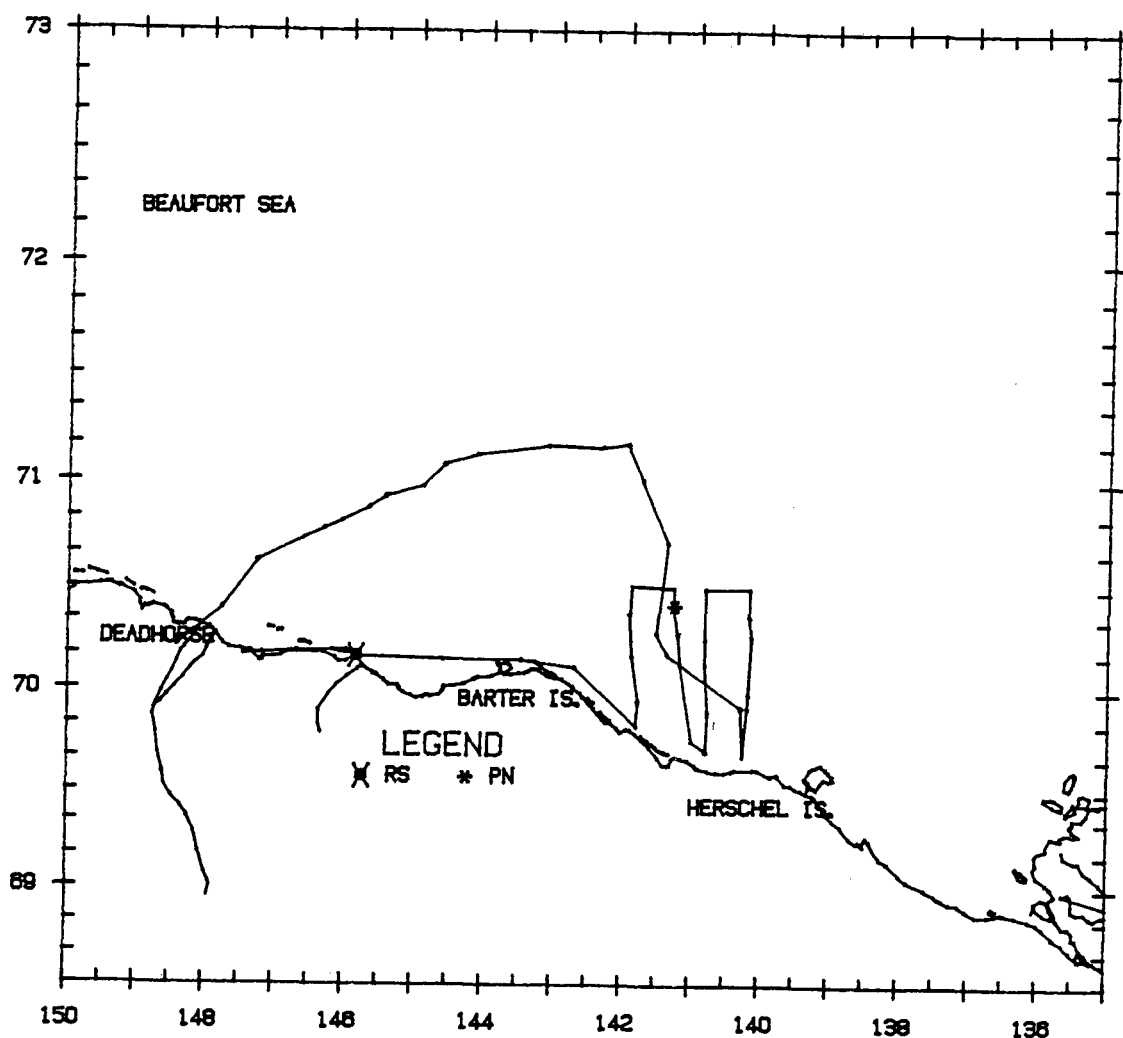 73
BEAUFORT SEA
72
71
DEADHORSE
70
BARTER IS.
LEGEND
RS PN
HERSCHEL IS.
69
150 148 146 144 142 140 138 136